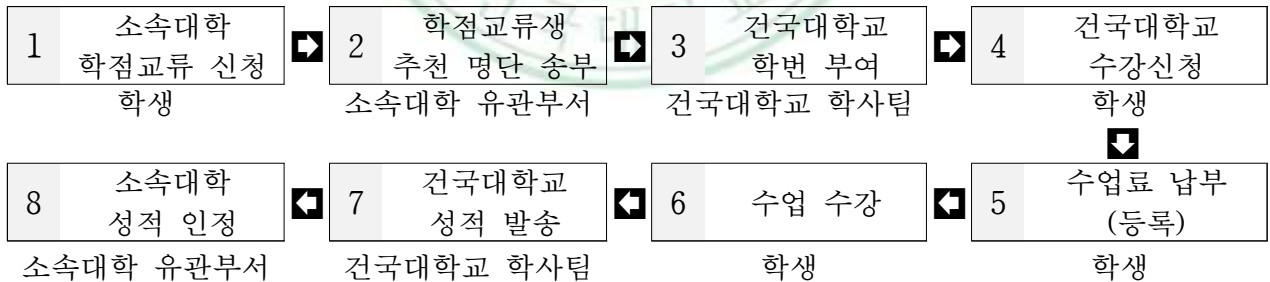 1 소속대학
학점교류 신청
학생
2 학점교류생
추천 명단 송부
소속대학 유관부서
3 건국대학교
학번 부여
건국대학교 학사팀
4 건국대학교
수강신청
학생
5 수업료 납부
(등록)
학생
6 수업 수강
학생
7 건국대학교
성적 발송
건국대학교 학사팀
8 소속대학
성적 인정
소속대학 유관부서